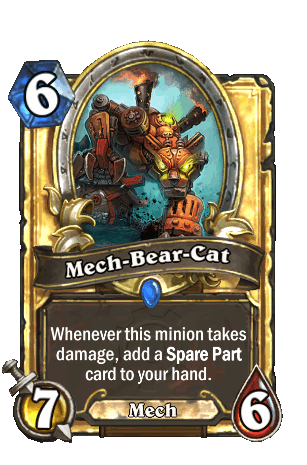 6
Mech-Bear-Cat
Whenever this minion takes
damage, add a Spare Part
card to your hand.
7
Mech
6